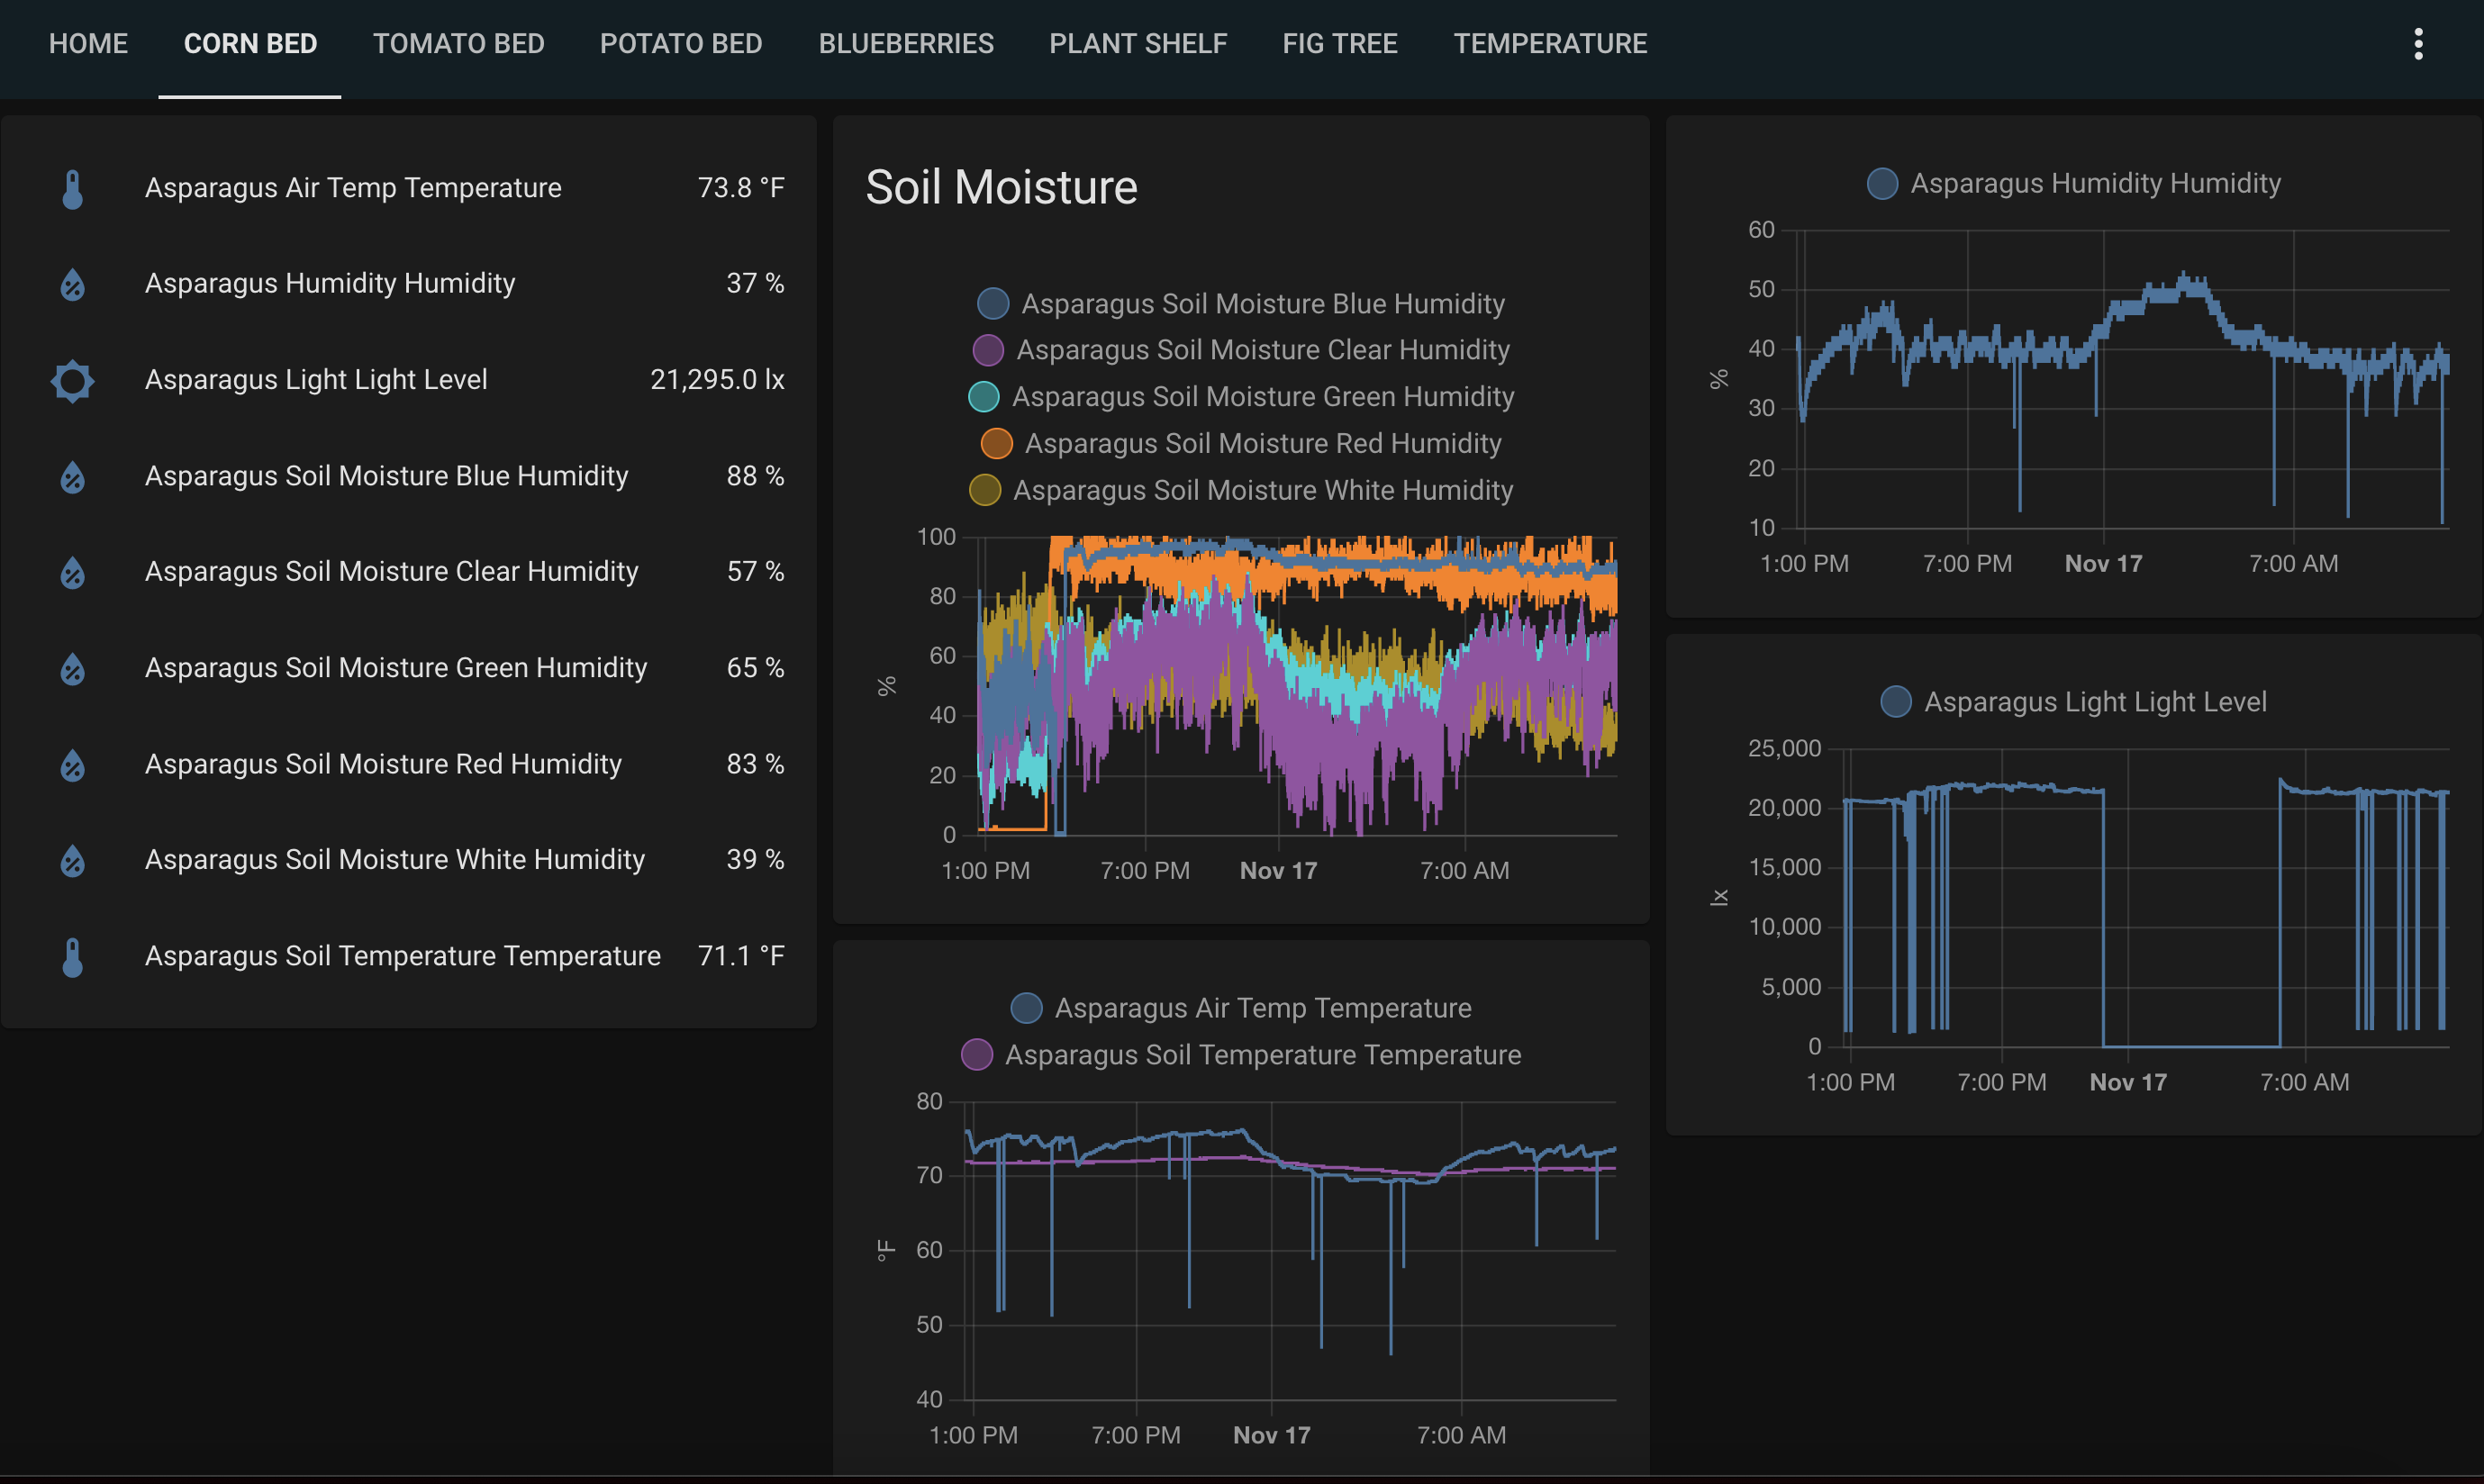 HOME CORN BED TOMATO BED POTATO BED BLUEBERRIES PLANT SHELF FIG TREE TEMPERATURE
Asparagus Air Temp Temperature 73.8 °F
Asparagus Humidity Humidity 37 %
Asparagus Light Light Level 21,295.0 lx
Asparagus Soil Moisture Blue Humidity 88 %
Asparagus Soil Moisture Clear Humidity 57 %
Asparagus Soil Moisture Green Humidity 65 %
Asparagus Soil Moisture Red Humidity 83 %
Asparagus Soil Moisture White Humidity 39 %
Asparagus Soil Temperature Temperature 71.1 °F
Soil Moisture
Asparagus Soil Moisture Blue Humidity
Asparagus Soil Moisture Clear Humidity
Asparagus Soil Moisture Green Humidity
Asparagus Soil Moisture Red Humidity
Asparagus Soil Moisture White Humidity
100
80
60
%
40
20
0
1:00 PM 7:00 PM Nov 17 7:00 AM
Asparagus Air Temp Temperature
Asparagus Soil Temperature Temperature
80
70
°F
60
50
40
1:00 PM 7:00 PM Nov 17 7:00 AM
Asparagus Humidity Humidity
60
50
40
%
30
20
10
1:00 PM 7:00 PM Nov 17 7:00 AM
Asparagus Light Light Level
25,000
20,000
15,000
lx
10,000
5,000
0
1:00 PM 7:00 PM Nov 17 7:00 AM